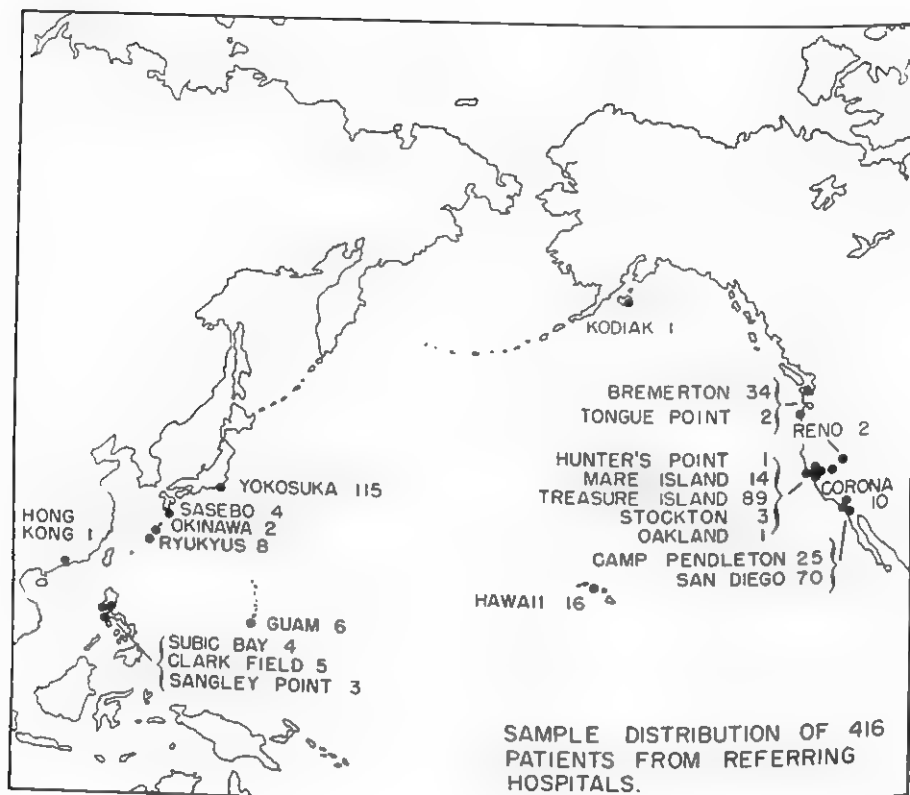 KODIAK 1
BREMERTON 34
TONGUE POINT 2
RENO 2
HUNTER'S POINT 1
MARE ISLAND 14
TREASURE ISLAND 89
STOCKTON 3
OAKLAND 1
CORONA
10
CAMP PENDLETON 25
SAN DIEGO 70
YOKOSUKA 115
SASEBO 4
OKINAWA 2
RYUKYUS 8
HONG
KONG 1
HAWAII 16
GUAM 6
SUBIC BAY 4
CLARK FIELD 5
SANGLEY POINT 3
SAMPLE DISTRIBUTION OF 416
PATIENTS FROM REFERRING
HOSPITALS.